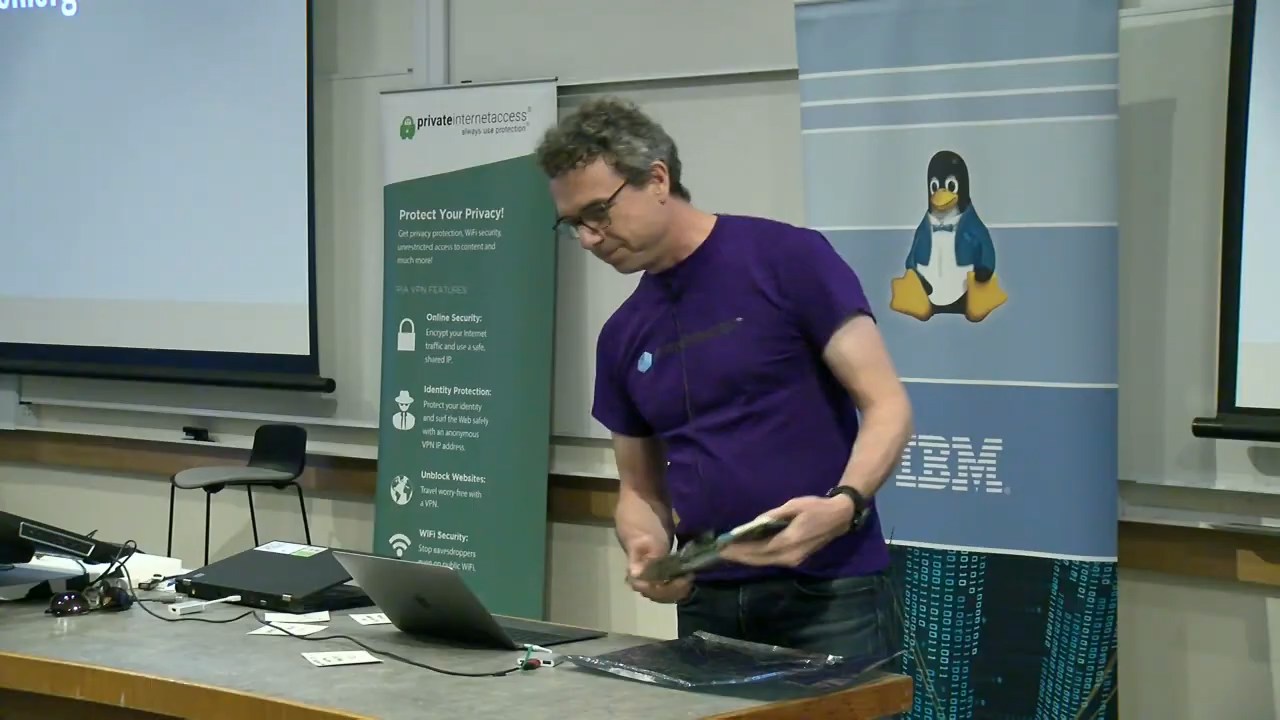 privateinternetaccess®
always use protection®
Protect Your Privacy!
Get privacy protection, WiFi security,
unrestricted access to content and
much more!
PIA VPN FEATURES
Online Security:
Encrypt your Internet
traffic and use a safe,
shared IP.
Identity Protection:
Protect your identity
and surf the Web safely
with an anonymous
VPN IP address.
Unblock Websites:
Travel worry-free with
a VPN.
WiFi Security:
Stop eavesdroppers
IBM®